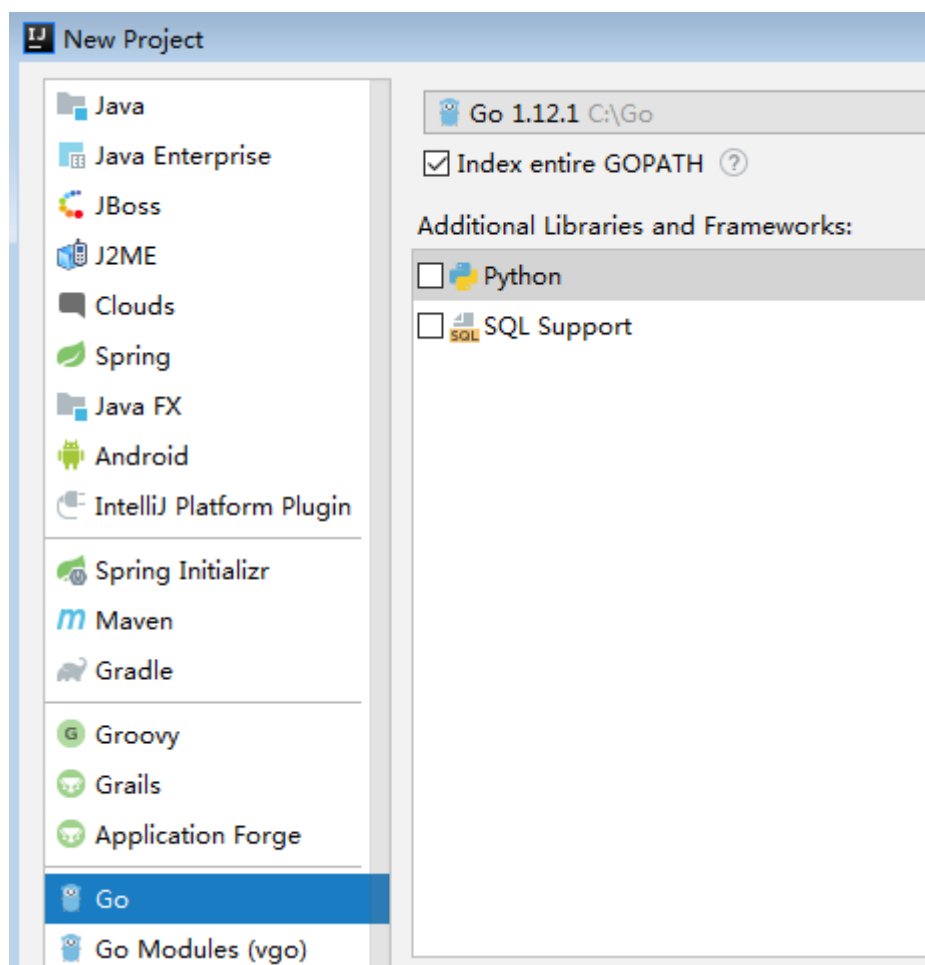 New Project
Java
Java Enterprise
JBoss
J2ME
Clouds
Spring
Java FX
Android
IntelliJ Platform Plugin
Spring Initializr
Maven
Gradle
Groovy
Grails
Application Forge
Go
Go Modules (vgo)
Go 1.12.1 C:\Go
Index entire GOPATH ?
Additional Libraries and Frameworks:
Python
SQL Support